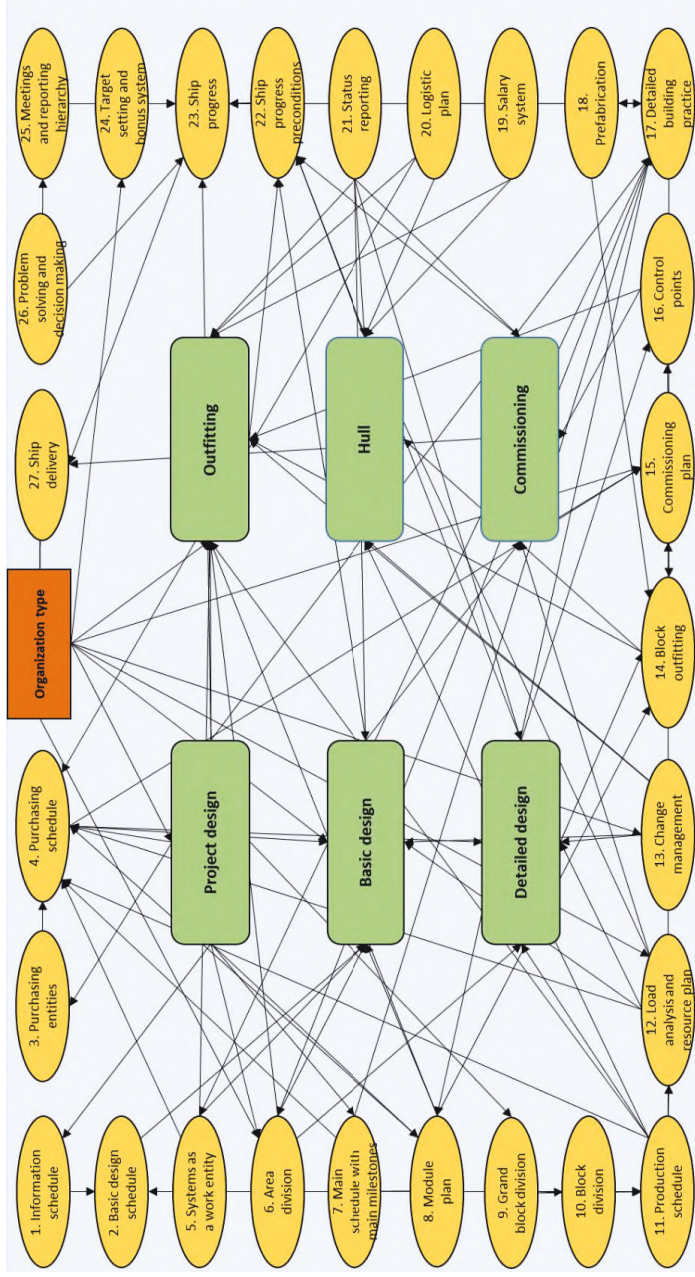 1. Information
schedule
3. Purchasing
entities
4. Purchasing
schedule
Organization type
27. Ship
delivery
26. Problem
solving and
decision making
25. Meetings
and reporting
hierarchy
2. Basic design
schedule
24. Target
setting and
bonus system
5. Systems as
a work entity
Project design
Outfitting
23. Ship
progress
6. Area
division
22. Ship
progress
preconditions
7. Main
schedule with
main milestones
Basic design
Hull
21. Status
reporting
8. Module
plan
20. Logistic
plan
9. Grand
block division
Detailed design
Commissioning
19. Salary
system
10. Block
division
18.
Prefabrication
11. Production
schedule
12. Load
analysis and
resource plan
13. Change
management
14. Block
outfitting
15.
Commissioning
plan
16. Control
points
17. Detailed
building
practice